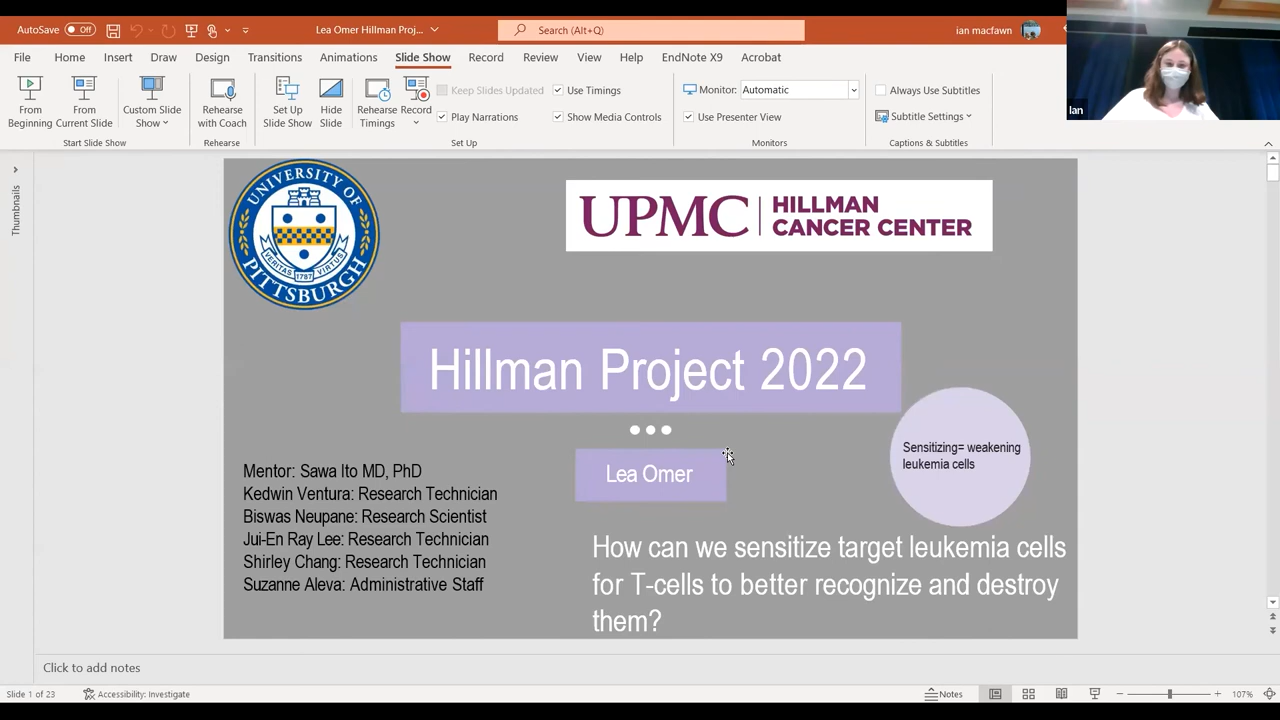 AutoSave
Off
Lea Omer Hillman Proj...
Search (Alt+Q)
ian macfawn
File
Home
Insert
Draw
Design
Transitions
Animations
Slide Show
Record
Review
View
Help
EndNote X9
Acrobat
From
Beginning
From
Current Slide
Custom Slide
Show
Start Slide Show
Rehearse
with Coach
Rehearse
Set Up
Slide Show
Hide
Slide
Rehearse
Timings
Record
Keep Slides Updated
Play Narrations
Use Timings
Show Media Controls
Set Up
Monitor:
Automatic
Use Presenter View
Monitors
Always Use Subtitles
Subtitle Settings
Captions & Subtitles
Ian
Thumbnails
UNIVERSITY OF
PITTSBURGH
VERITAS
1787
VIRTUS
UPMC
HILLMAN
CANCER CENTER
Hillman Project 2022
Lea Omer
Sensitizing= weakening
leukemia cells
Mentor: Sawa Ito MD, PhD
Kedwin Ventura: Research Technician
Biswas Neupane: Research Scientist
Jui-En Ray Lee: Research Technician
Shirley Chang: Research Technician
Suzanne Aleva: Administrative Staff
How can we sensitize target leukemia cells
for T-cells to better recognize and destroy
them?
Click to add notes
Slide 1 of 23
Accessibility: Investigate
Notes
107%